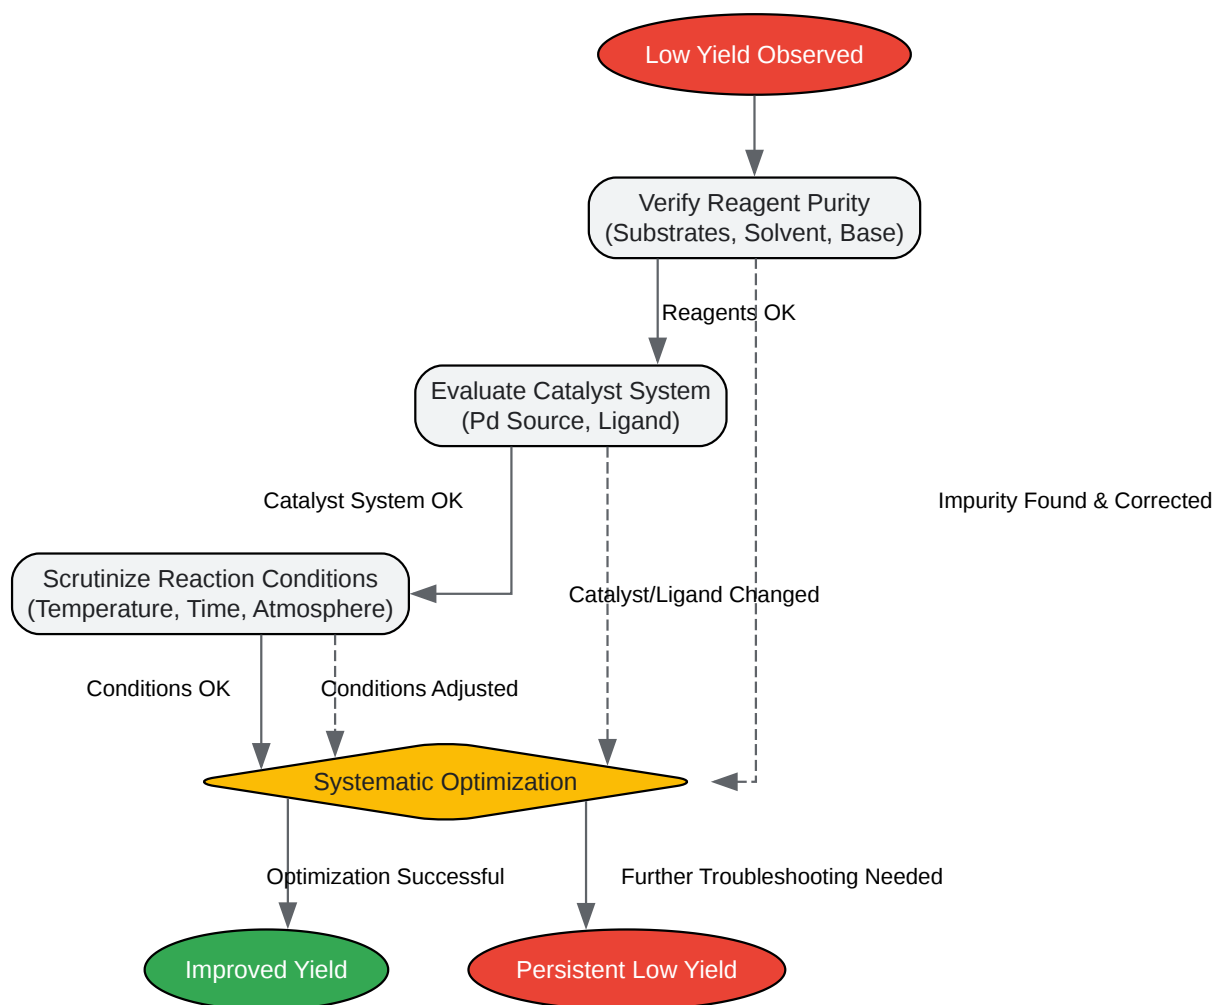 Low Yield Observed
Verify Reagent Purity
(Substrates, Solvent, Base)
Reagents OK
Evaluate Catalyst System
(Pd Source, Ligand)
Catalyst System OK
Impurity Found & Corrected
Scrutinize Reaction Conditions
(Temperature, Time, Atmosphere)
Catalyst/Ligand Changed
Conditions OK
Conditions Adjusted
Systematic Optimization
Optimization Successful
Further Troubleshooting Needed
Improved Yield
Persistent Low Yield